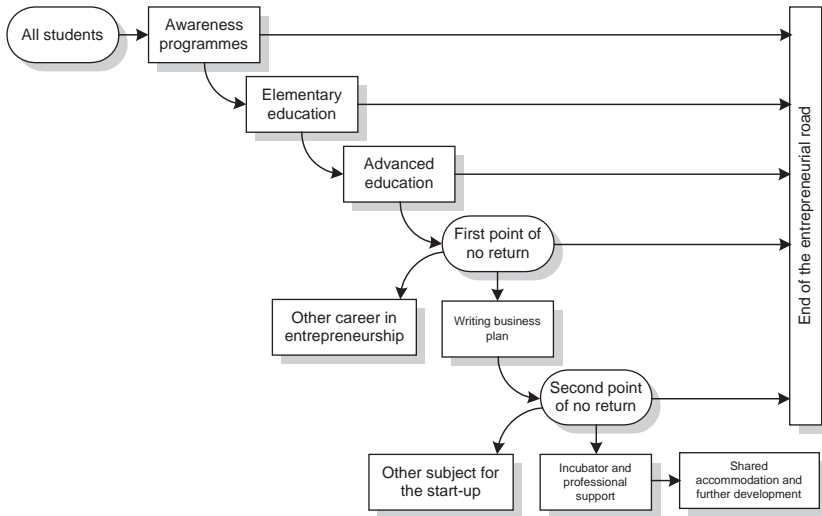 All students
Awareness
programmes
Elementary
education
Advanced
education
First point of
no return
Other career in
entrepreneurship
Writing business
plan
Second point
of no return
Other subject for
the start-up
Incubator and
professional
support
Shared
accommodation and
further development
End of the entrepreneurial road